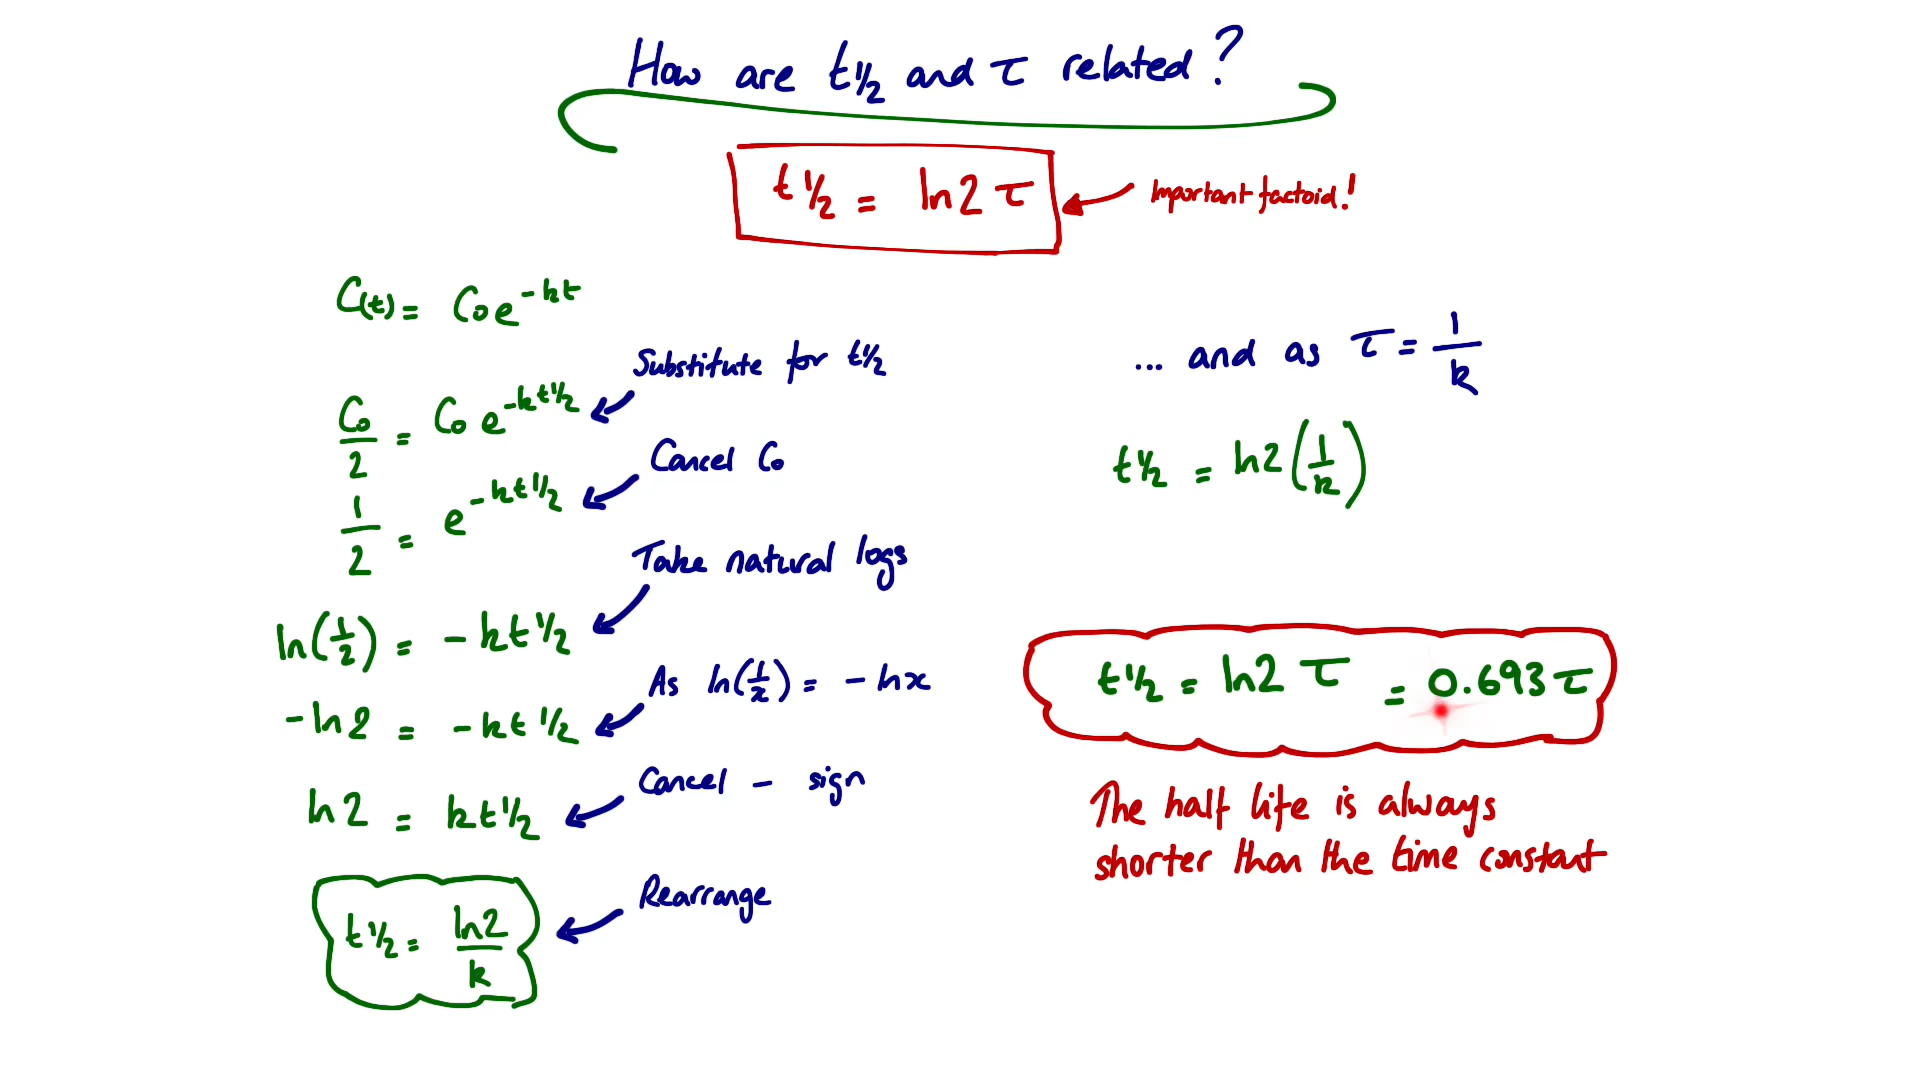 How are t½ and τ related?
t½ = ln2 τ
Important factoid!
C(t) = C₀e^-kt
C₀/2 = C₀ e^-kt½
Substitute for t½
1/2 = e^-kt½
Cancel C₀
ln(1/2) = -kt½
Take natural logs
-ln2 = -kt½
As ln(1/x) = -lnx
ln2 = kt½
Cancel - sign
t½ = ln2/k
Rearrange
... and as τ = 1/k
t½ = ln2(1/k)
t½ = ln2 τ = 0.693 τ
The half life is always
shorter than the time constant